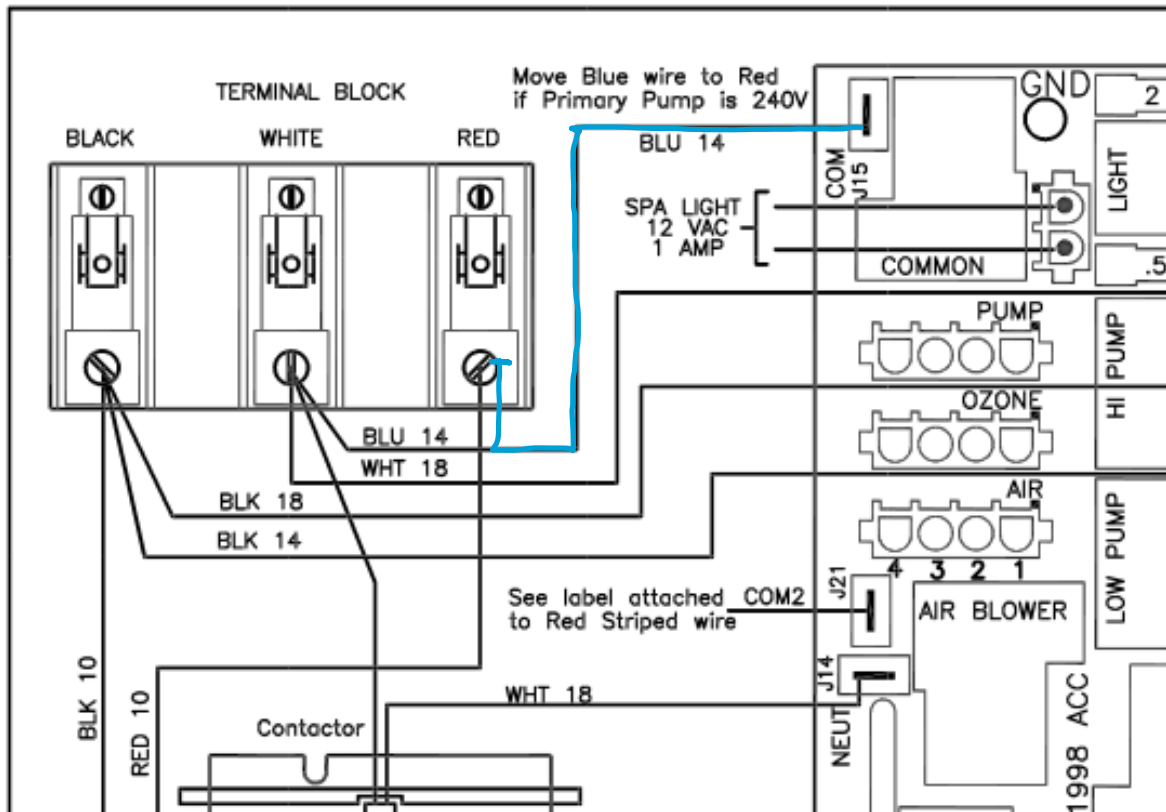 TERMINAL BLOCK
BLACK
WHITE
RED
Move Blue wire to Red
if Primary Pump is 240V
BLU 14
COM
J15
GND
2
LIGHT
SPA LIGHT
12 VAC
1 AMP
COMMON
.5
PUMP
HI PUMP
OZONE
BLU 14
WHT 18
BLK 18
BLK 14
AIR
4 3 2 1
LOW PUMP
See label attached
to Red Striped wire
COM2
J21
AIR BLOWER
J14
NEUT
WHT 18
BLK 10
RED 10
Contactor
1998 ACC